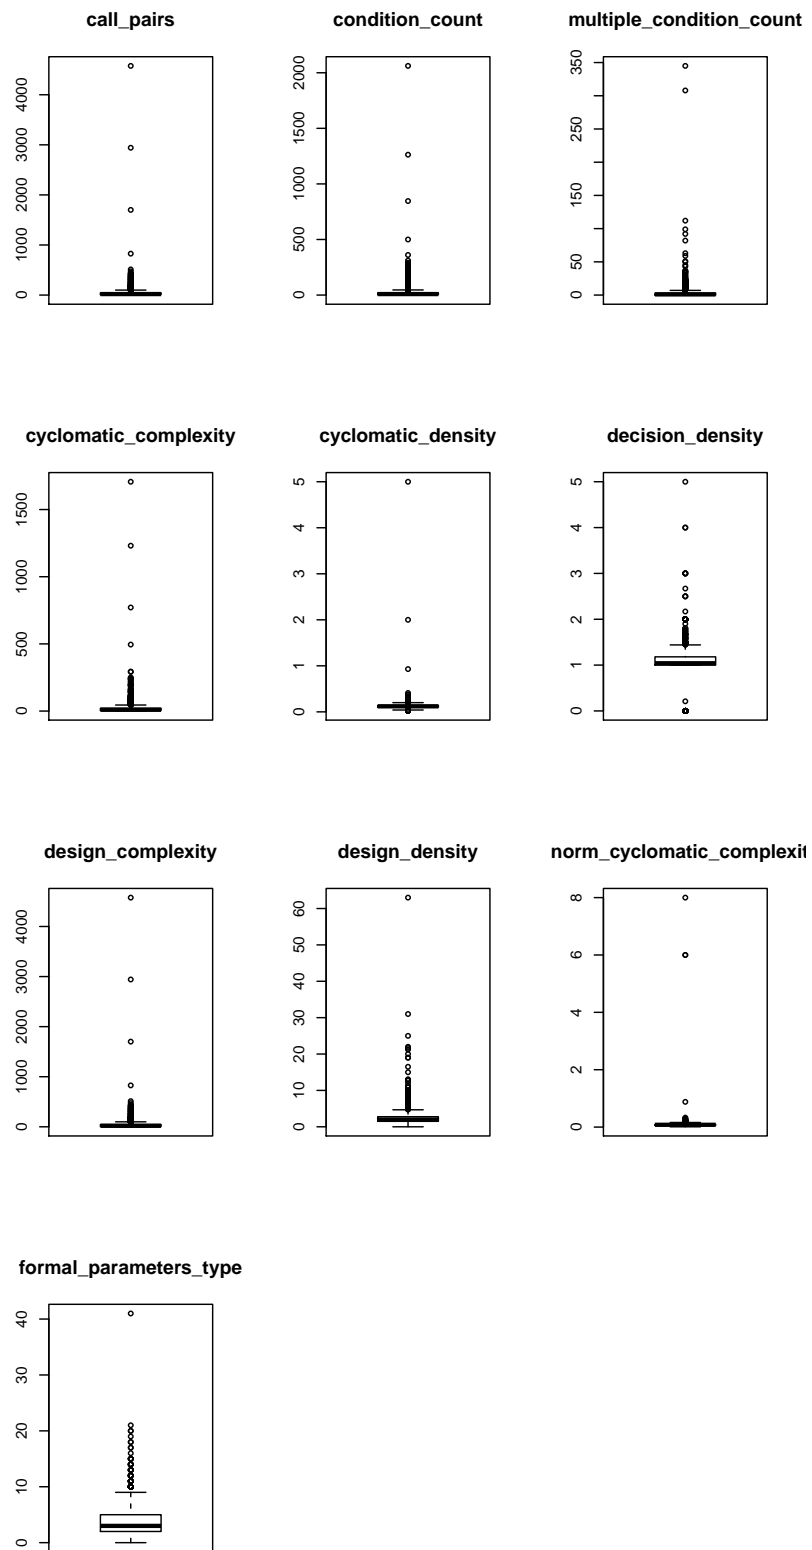 call_pairs
condition_count
multiple_condition_count
0 1000 2000 3000 4000
0 500 1000 1500 2000
0 50 150 250 350
cyclomatic_complexity
cyclomatic_density
decision_density
0 500 1000 1500
0 1 2 3 4 5
0 1 2 3 4 5
design_complexity
design_density
norm_cyclomatic_complexit
0 1000 2000 3000 4000
0 10 20 30 40 50 60
0 2 4 6 8
formal_parameters_type
0 10 20 30 40